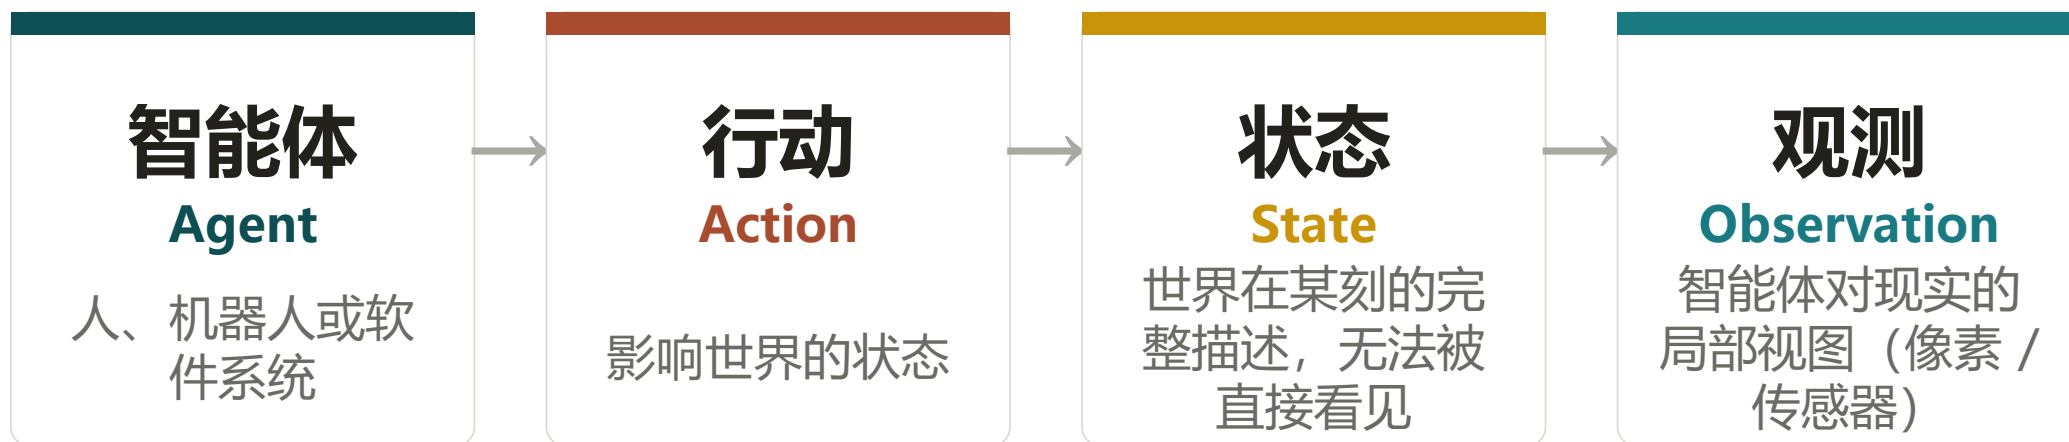 智能体
Agent
人、机器人或软
件系统
行动
Action
影响世界的状态
状态
State
世界在某刻的完
整描述，无法被
直接看见
观测
Observation
智能体对现实的
局部视图（像素 /
传感器）